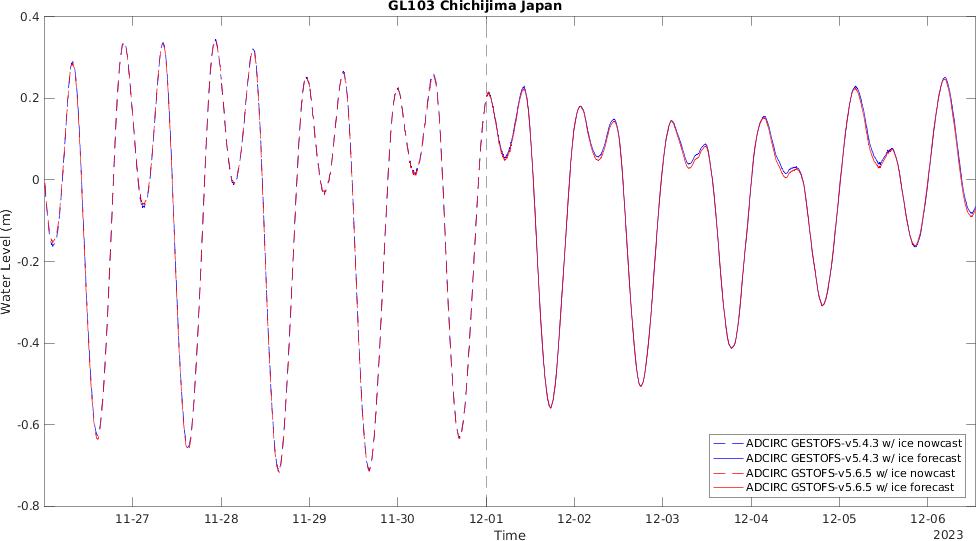 GL103 Chichijima Japan
0.4
0.2
0
-0.2
-0.4
-0.6
-0.8
Water Level (m)
11-27 11-28 11-29 11-30 12-01 12-02 12-03 12-04 12-05 12-06
Time
2023
ADCIRC GESTOFS-v5.4.3 w/ ice nowcast
ADCIRC GESTOFS-v5.4.3 w/ ice forecast
ADCIRC GSTOFS-v5.6.5 w/ ice nowcast
ADCIRC GSTOFS-v5.6.5 w/ ice forecast